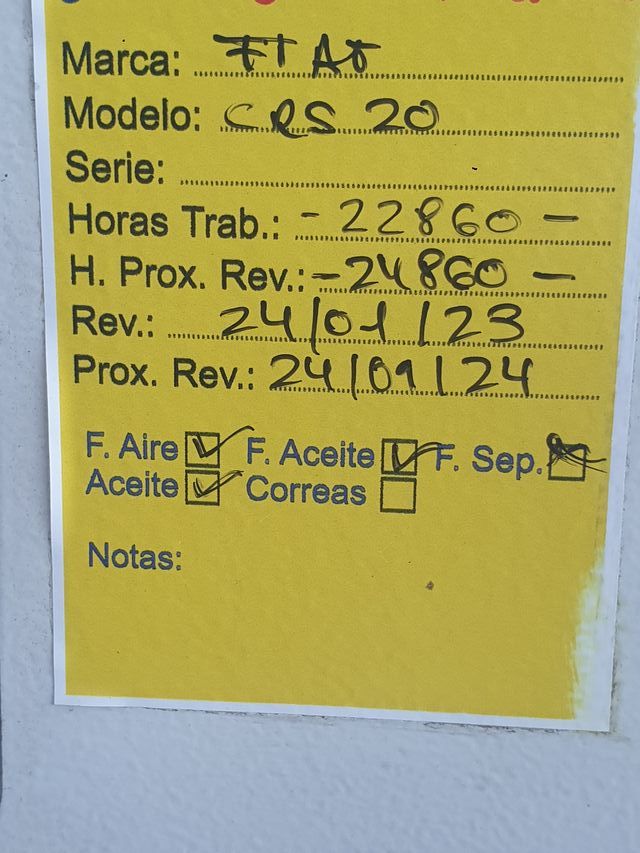 Marca: FIAT
Modelo: CRS 20
Serie:
Horas Trab.: - 22860 -
H. Prox. Rev.: - 24860 -
Rev.: 24/01/23
Prox. Rev.: 24/01/24
F. Aire F. Aceite F. Sep.
Aceite Correas
Notas: